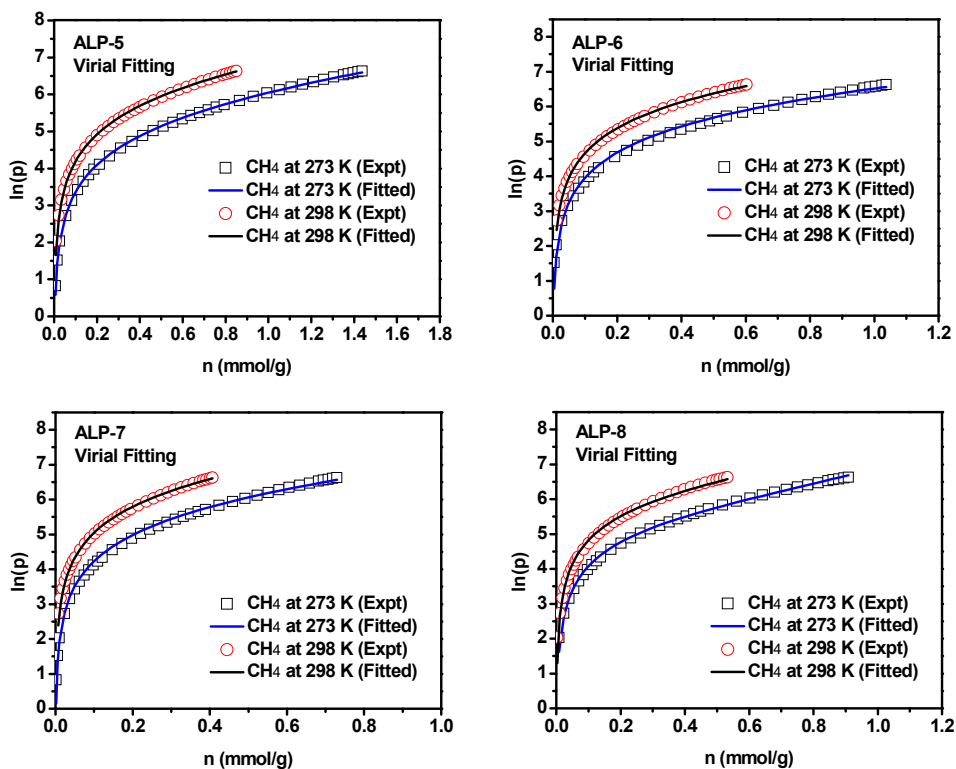 ALP-5
Virial Fitting
ln(p)
8
7
6
5
4
3
2
1
0
CH4 at 273 K (Expt)
CH4 at 273 K (Fitted)
CH4 at 298 K (Expt)
CH4 at 298 K (Fitted)
0.0 0.2 0.4 0.6 0.8 1.0 1.2 1.4 1.6 1.8
n (mmol/g)
ALP-6
Virial Fitting
ln(p)
8
7
6
5
4
3
2
1
0
CH4 at 273 K (Expt)
CH4 at 273 K (Fitted)
CH4 at 298 K (Expt)
CH4 at 298 K (Fitted)
0.0 0.2 0.4 0.6 0.8 1.0 1.2
n (mmol/g)
ALP-7
Virial Fitting
ln(p)
8
7
6
5
4
3
2
1
0
CH4 at 273 K (Expt)
CH4 at 273 K (Fitted)
CH4 at 298 K (Expt)
CH4 at 298 K (Fitted)
0.0 0.2 0.4 0.6 0.8 1.0
n (mmol/g)
ALP-8
Virial Fitting
ln(p)
8
7
6
5
4
3
2
1
0
CH4 at 273 K (Expt)
CH4 at 273 K (Fitted)
CH4 at 298 K (Expt)
CH4 at 298 K (Fitted)
0.0 0.2 0.4 0.6 0.8 1.0 1.2
n (mmol/g)